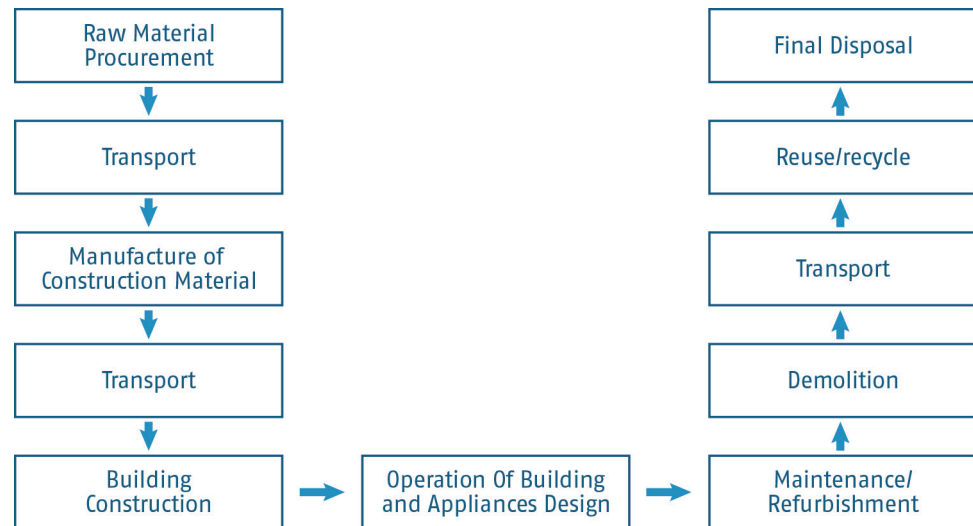 Raw Material
Procurement
Transport
Manufacture of
Construction Material
Transport
Building
Construction
Operation Of Building
and Appliances Design
Maintenance/
Refurbishment
Demolition
Transport
Reuse/recycle
Final Disposal